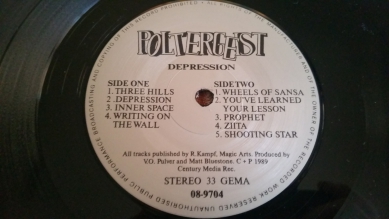 POLTERGEIST
DEPRESSION
SIDE ONE
1. THREE HILLS
2. .DEPRESSION
3. INNER SPACE
4. WRITING ON
THE WALL
SIDE TWO
1. WHEELS OF SANSA
2. YOU'VE LEARNED
YOUR LESSON
3. PROPHET
4. ZIITA
5. SHOOTING STAR
All tracks published by R.Kampf, Magic Arts. Produced by
V.O. Pulver and Matt Bluestone. C + P 1989
Century Media Rec.
STEREO 33 GEMA
08-9704